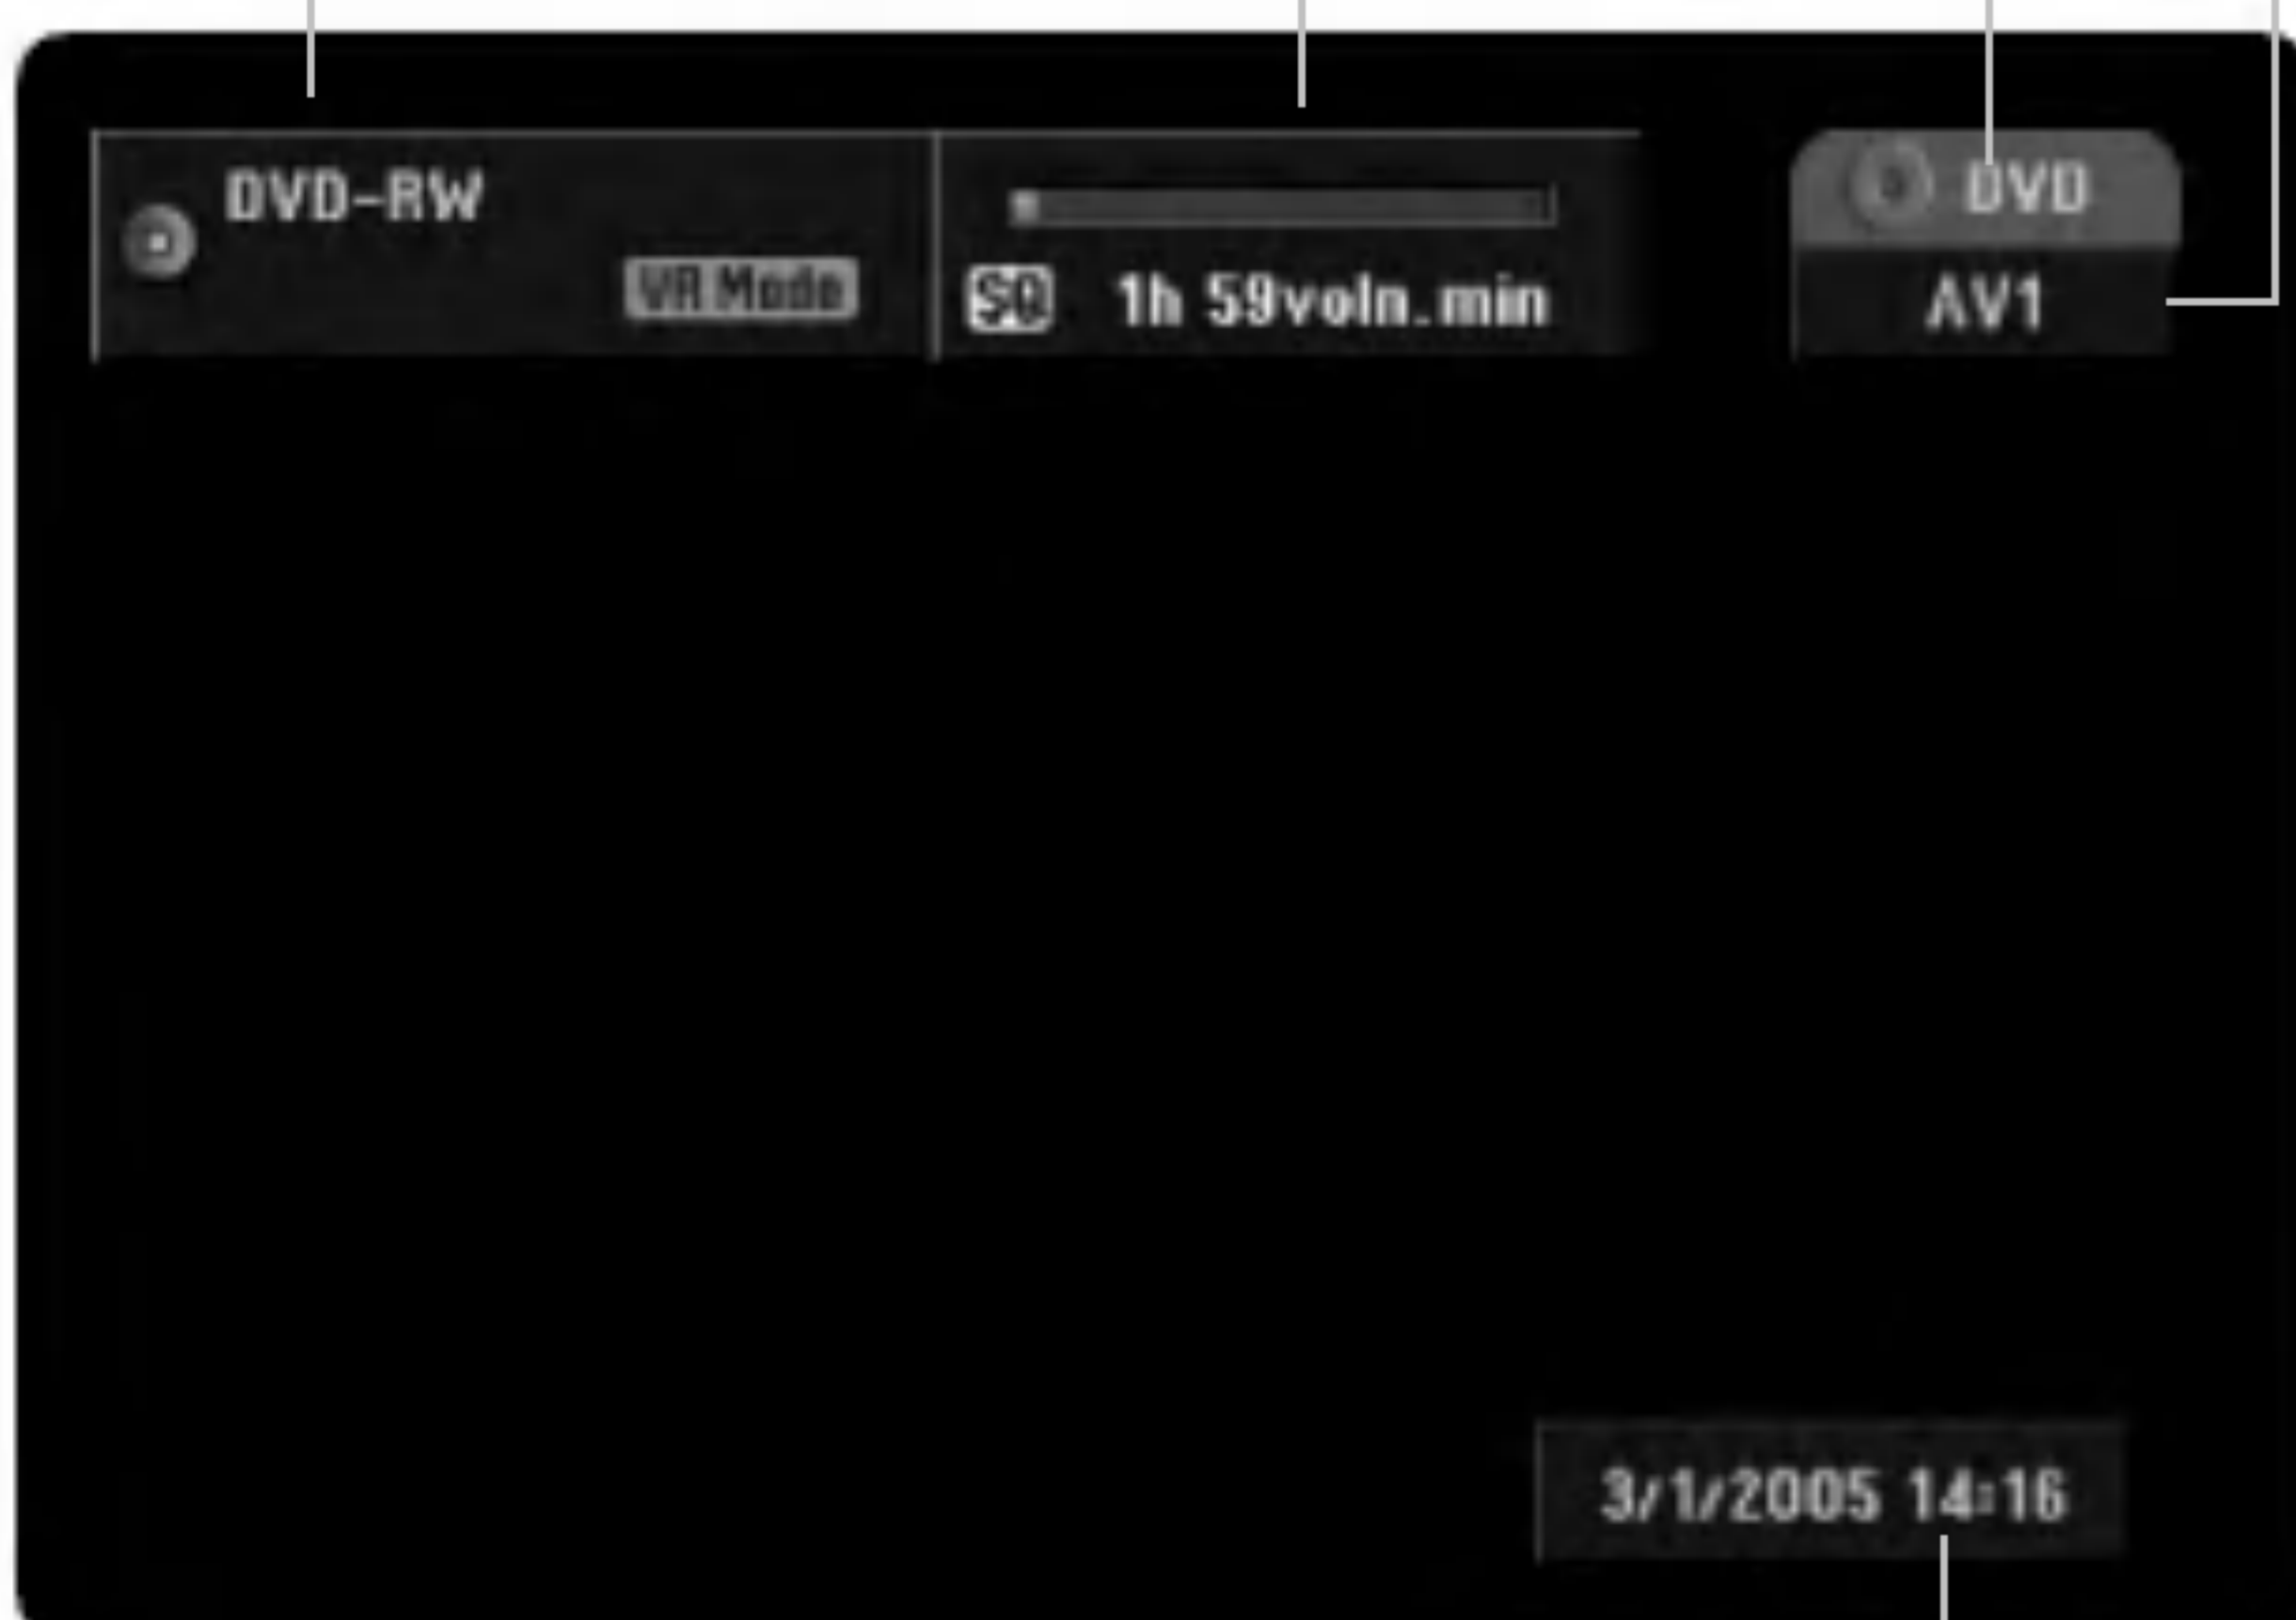 DVD-RW
VR Mode
SQ 1h 59voln.min
DVD
AV1
3/1/2005 14:16